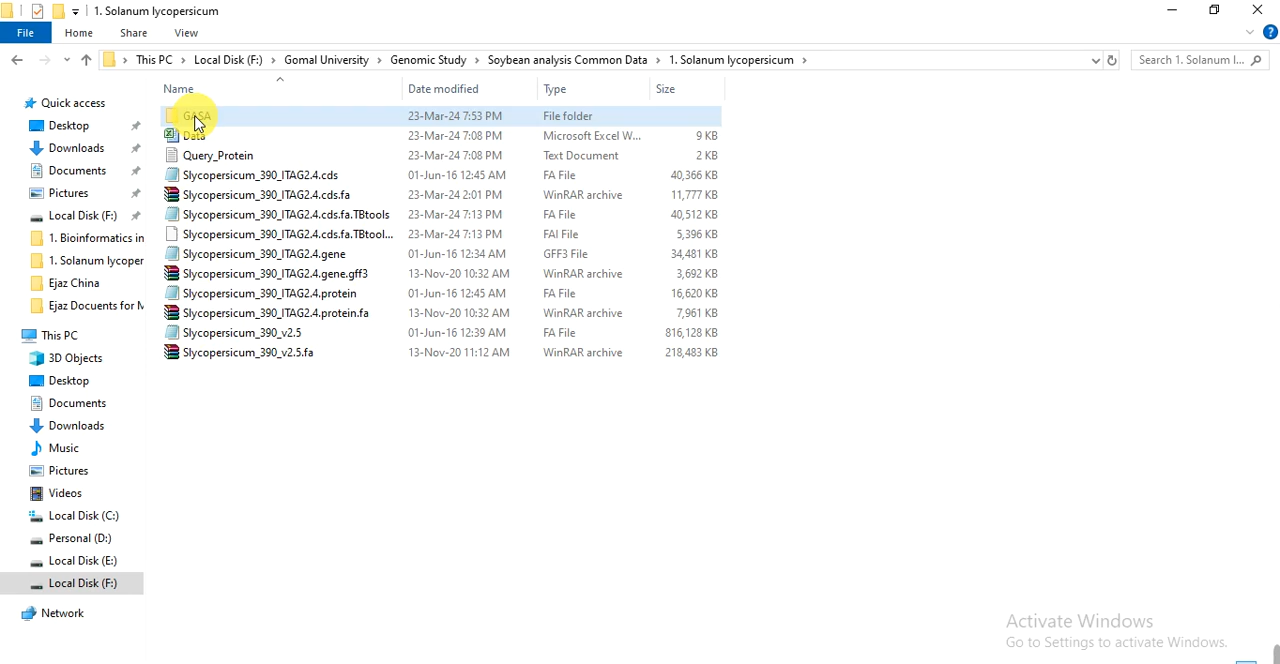 1. Solanum lycopersicum
File Home Share View
This PC Local Disk (F:) Gomal University Genomic Study Soybean analysis Common Data 1. Solanum lycopersicum Search 1. Solanum l...
Name Date modified Type Size
GASA 23-Mar-24 7:53 PM File folder
Data 23-Mar-24 7:08 PM Microsoft Excel W... 9 KB
Query_Protein 23-Mar-24 7:08 PM Text Document 2 KB
Slycopersicum_390_ITAG2.4.cds 01-Jun-16 12:45 AM FA File 40,366 KB
Slycopersicum_390_ITAG2.4.cds.fa 23-Mar-24 2:01 PM WinRAR archive 11,777 KB
Slycopersicum_390_ITAG2.4.cds.fa.TBtools 23-Mar-24 7:13 PM FA File 40,512 KB
Slycopersicum_390_ITAG2.4.cds.fa.TBtool... 23-Mar-24 7:13 PM FAI File 5,396 KB
Slycopersicum_390_ITAG2.4.gene 01-Jun-16 12:34 AM GFF3 File 34,481 KB
Slycopersicum_390_ITAG2.4.gene.gff3 13-Nov-20 10:32 AM WinRAR archive 3,692 KB
Slycopersicum_390_ITAG2.4.protein 01-Jun-16 12:45 AM FA File 16,620 KB
Slycopersicum_390_ITAG2.4.protein.fa 13-Nov-20 10:32 AM WinRAR archive 7,961 KB
Slycopersicum_390_v2.5 01-Jun-16 12:39 AM FA File 816,128 KB
Slycopersicum_390_v2.5.fa 13-Nov-20 11:12 AM WinRAR archive 218,483 KB
Quick access
Desktop
Downloads
Documents
Pictures
Local Disk (F:)
1. Bioinformatics in
1. Solanum lycoper
Ejaz China
Ejaz Docuents for M
This PC
3D Objects
Desktop
Documents
Downloads
Music
Pictures
Videos
Local Disk (C:)
Personal (D:)
Local Disk (E:)
Local Disk (F:)
Network
Activate Windows
Go to Settings to activate Windows.